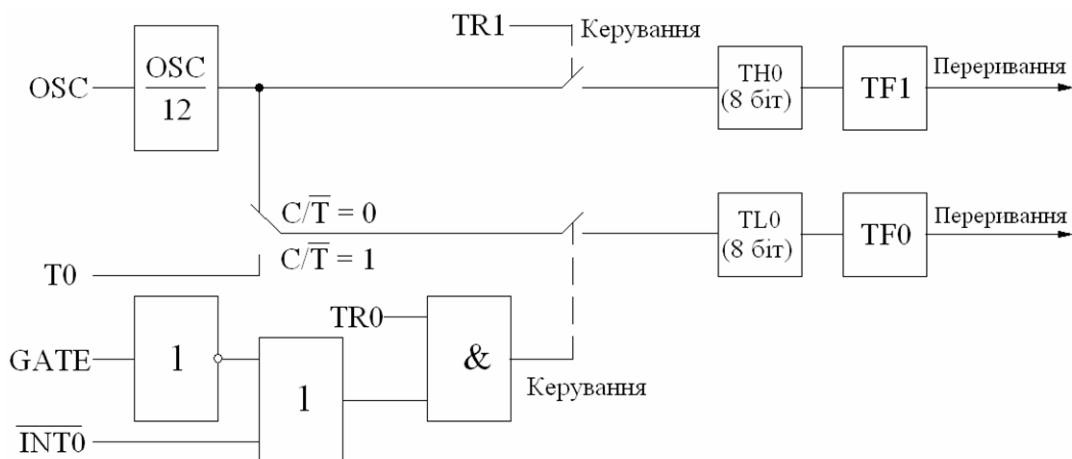 TR1
Керування
OSC
OSC
12
TH0
(8 біт)
TF1
Переривання
C/T̅ = 0
C/T̅ = 1
T0
TL0
(8 біт)
TF0
Переривання
TR0
GATE
1
1
&
Керування
I̅N̅T̅0̅